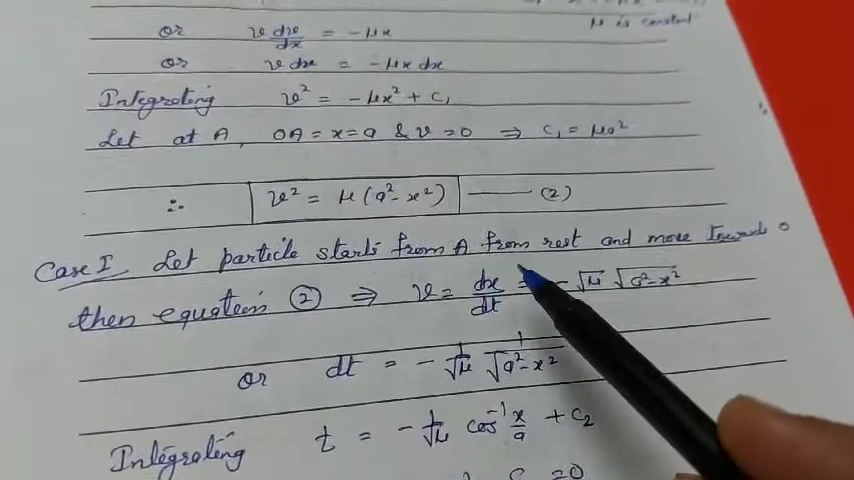 μ is constant
or v dv/dx = -μx
or v dx = -μx dx
Integrating v² = -μx² + C₁
Let at A, OA = x = a & v = 0 ⇒ C₁ = μa²
∴ v² = μ(a² - x²) —— (2)
Case I Let particle starts from A from rest and move towards O
then equation ② ⇒ v = dx/dt = - √μ √a²-x²
or dt = - 1/√μ 1/√a²-x²
Integrating t = - 1/√μ cos⁻¹ x/a + C₂